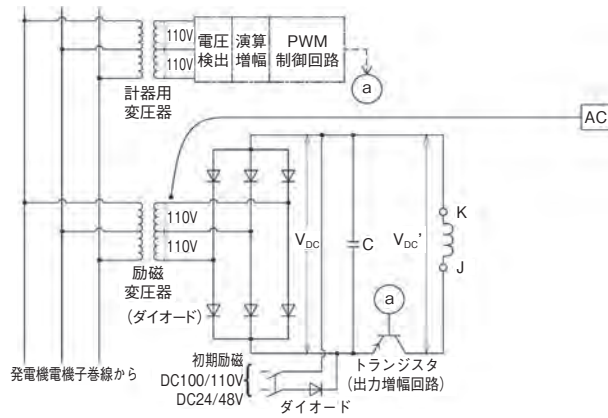 110V
110V
電圧
検出
演算
増幅
PWM
制御回路
a
計器用
変圧器
AC
110V
110V
励磁
変圧器
(ダイオード)
VDC
C
VDC'
K
J
a
トランジスタ
(出力増幅回路)
発電機電機子巻線から
初期励磁
DC100/110V
DC24/48V
ダイオード